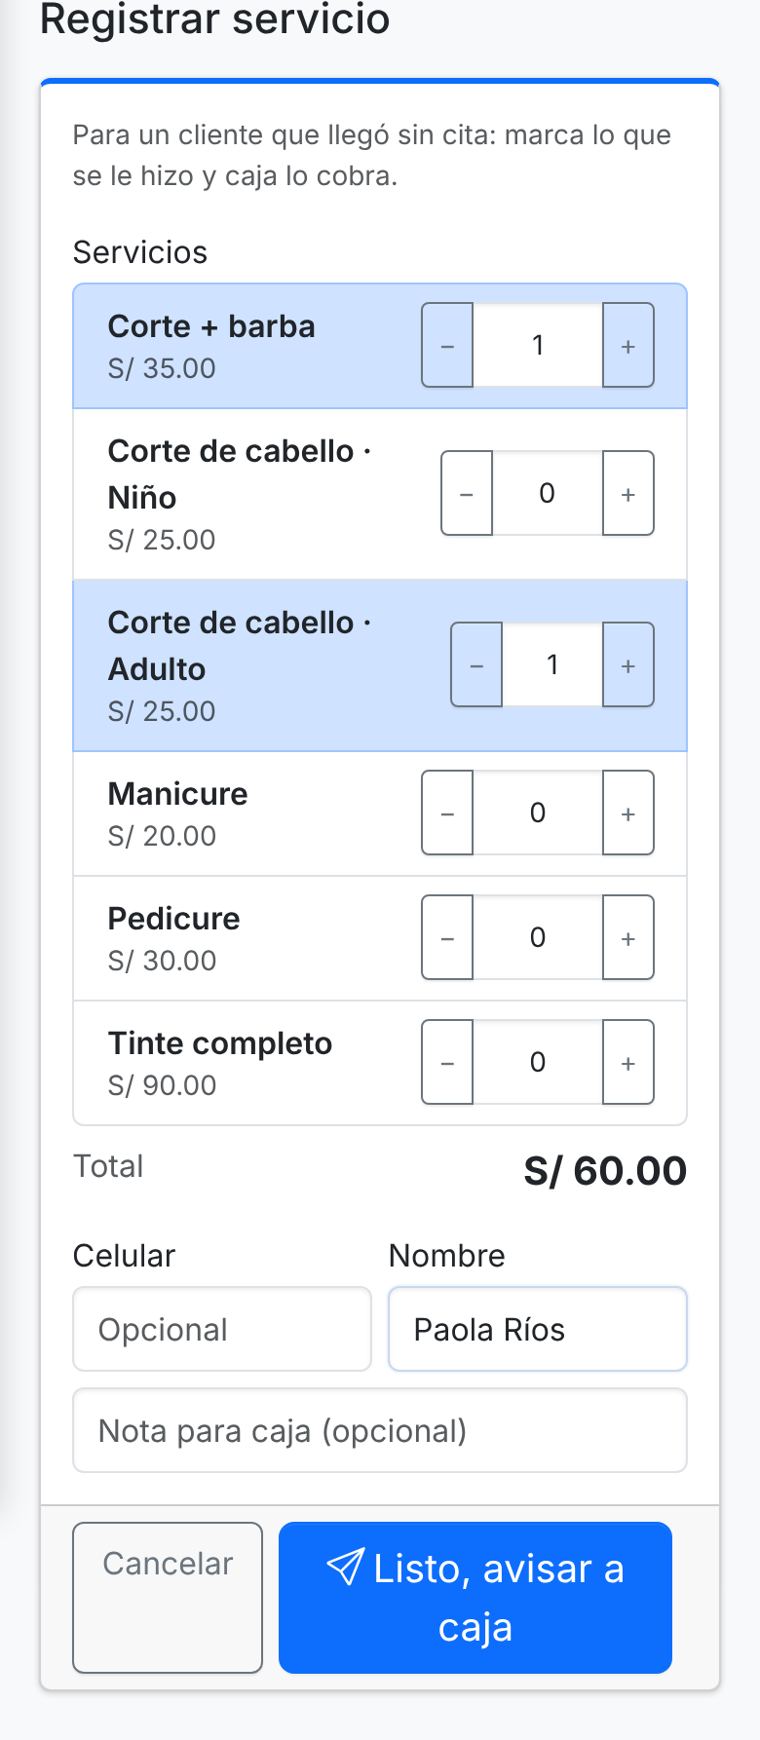 Registrar servicio
Para un cliente que llegó sin cita: marca lo que
se le hizo y caja lo cobra.
Servicios
Corte + barba
S/ 35.00
− 1 +
Corte de cabello ·
Niño
S/ 25.00
− 0 +
Corte de cabello ·
Adulto
S/ 25.00
− 1 +
Manicure
S/ 20.00
− 0 +
Pedicure
S/ 30.00
− 0 +
Tinte completo
S/ 90.00
− 0 +
Total S/ 60.00
Celular Nombre
Opcional Paola Ríos
Nota para caja (opcional)
Cancelar
Listo, avisar a
caja